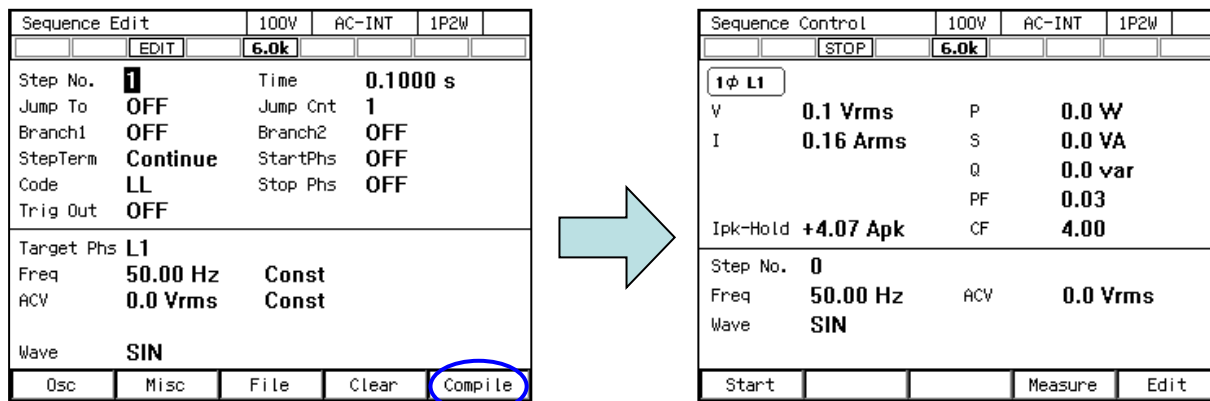 Sequence Edit 100V AC-INT 1P2W
EDIT 6.0k
Step No. 1 Time 0.1000 s
Jump To OFF Jump Cnt 1
Branch1 OFF Branch2 OFF
StepTerm Continue StartPhs OFF
Code LL Stop Phs OFF
Trig Out OFF
Target Phs L1
Freq 50.00 Hz Const
ACV 0.0 Vrms Const
Wave SIN
Osc Misc File Clear Compile
Sequence Control 100V AC-INT 1P2W
STOP 6.0k
1ϕ L1
V 0.1 Vrms P 0.0 W
I 0.16 Arms S 0.0 VA
Q 0.0 var
PF 0.03
Ipk-Hold +4.07 Apk CF 4.00
Step No. 0
Freq 50.00 Hz ACV 0.0 Vrms
Wave SIN
Start Measure Edit